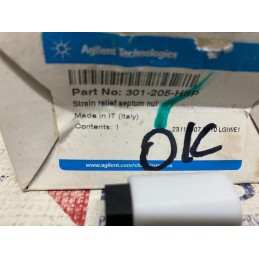 Agilent Technologies
Part No: 301-205-HSP
Strain relief septum nut
Made in IT (Italy)
Contents: 1
OK
www.agilent.com/